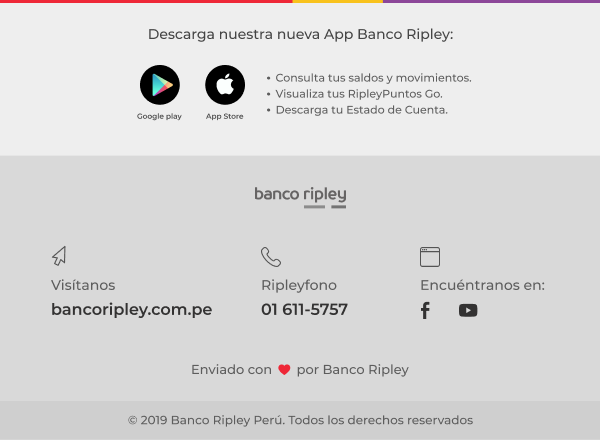 Descarga nuestra nueva App Banco Ripley:
Google play
App Store
• Consulta tus saldos y movimientos.
• Visualiza tus RipleyPuntos Go.
• Descarga tu Estado de Cuenta.
banco ripley
Visítanos
bancoripley.com.pe
Ripleyfono
01 611-5757
Encuéntranos en:
Enviado con ❤ por Banco Ripley
© 2019 Banco Ripley Perú. Todos los derechos reservados